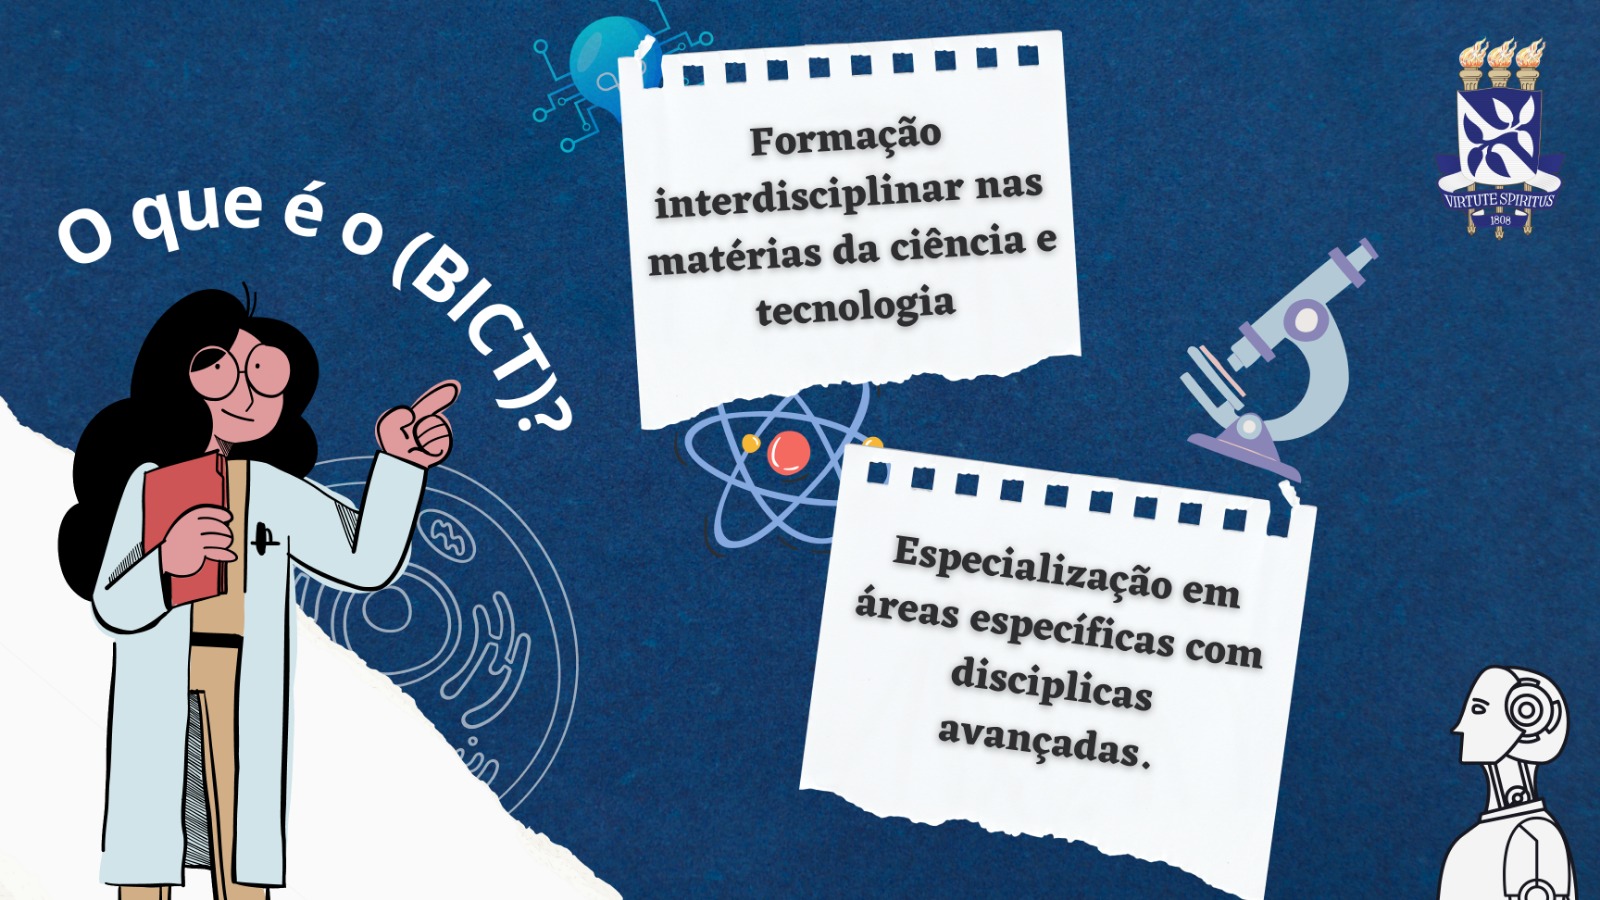 O que é o (BICT)?
Formação
interdisciplinar nas
matérias da ciência e
tecnologia
Especialização em
áreas específicas com
disciplicas
avançadas.
VIRTUTE SPIRITUS
1808